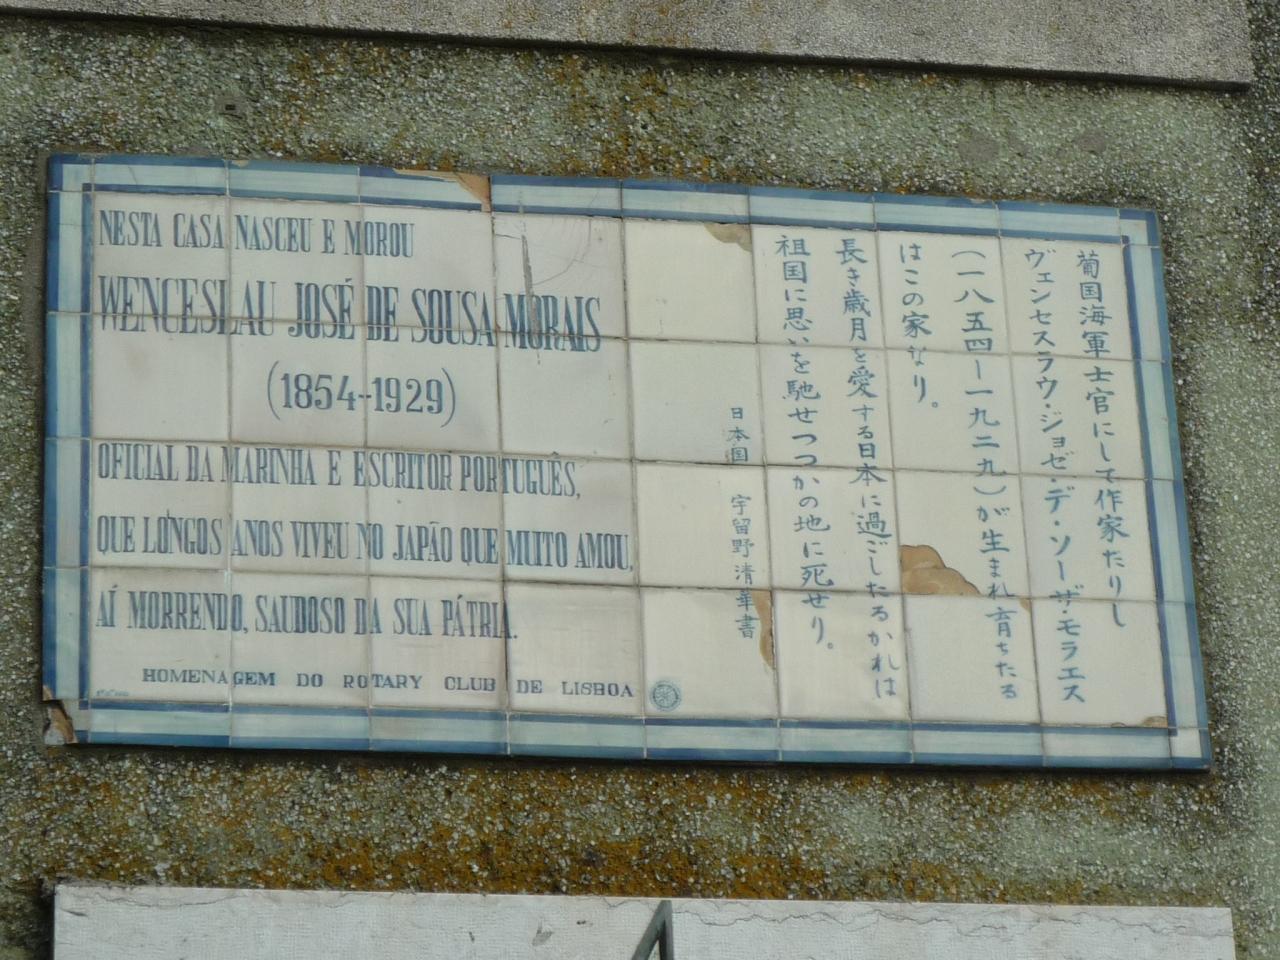 NESTA CASA NASCEU E MOROU
WENCESLAU JOSÉ DE SOUSA MORAIS
(1854-1929)
OFICIAL DA MARINHA E ESCRITOR PORTUGUÊS,
QUE LONGOS ANOS VIVEU NO JAPÃO QUE MUITO AMOU,
AÍ MORRENDO, SAUDOSO DA SUA PÁTRIA.
HOMENAGEM DO ROTARY CLUB DE LISBOA
葡国海軍士官にして作家たりし
ヴェンセスラウ・ジョゼ・デ・ソーザ・モラエス
(一八五四ー一九二九)が生まれ育ちたる
はこの家なり。
長き歳月を愛する日本に過ごしたるかれは
祖国に思いを馳せつつかの地に死せり。
日本国 宇留野清華書